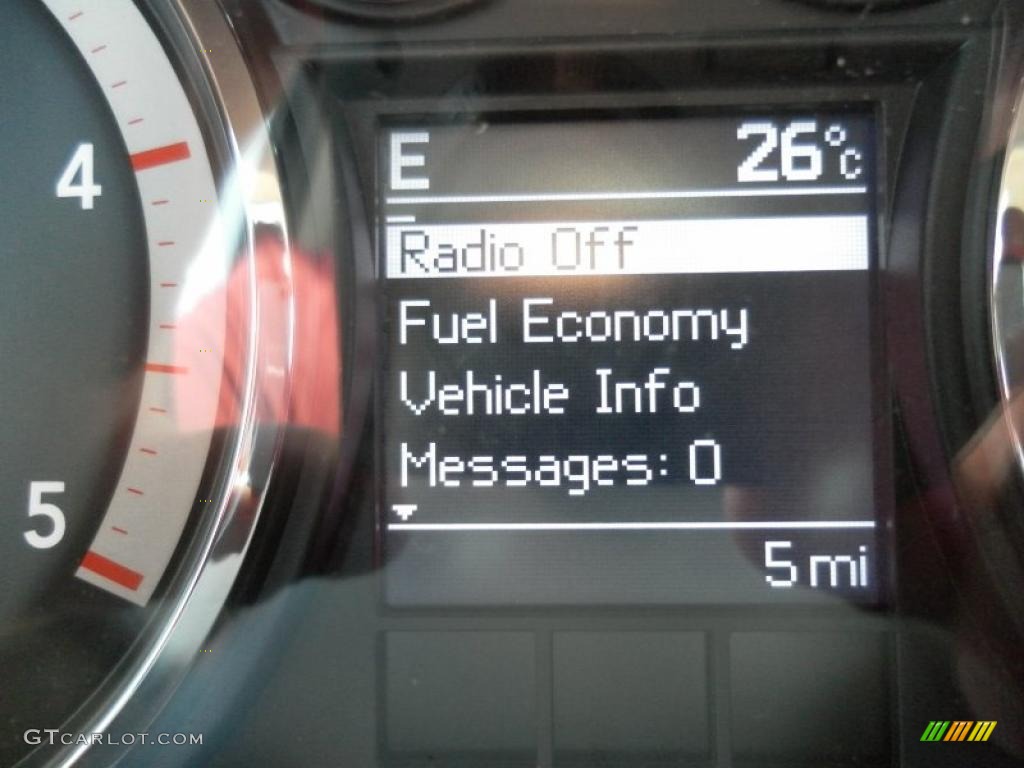 4
5
E 26°C
Radio Off
Fuel Economy
Vehicle Info
Messages: 0
5 mi
GTCARLOT.COM